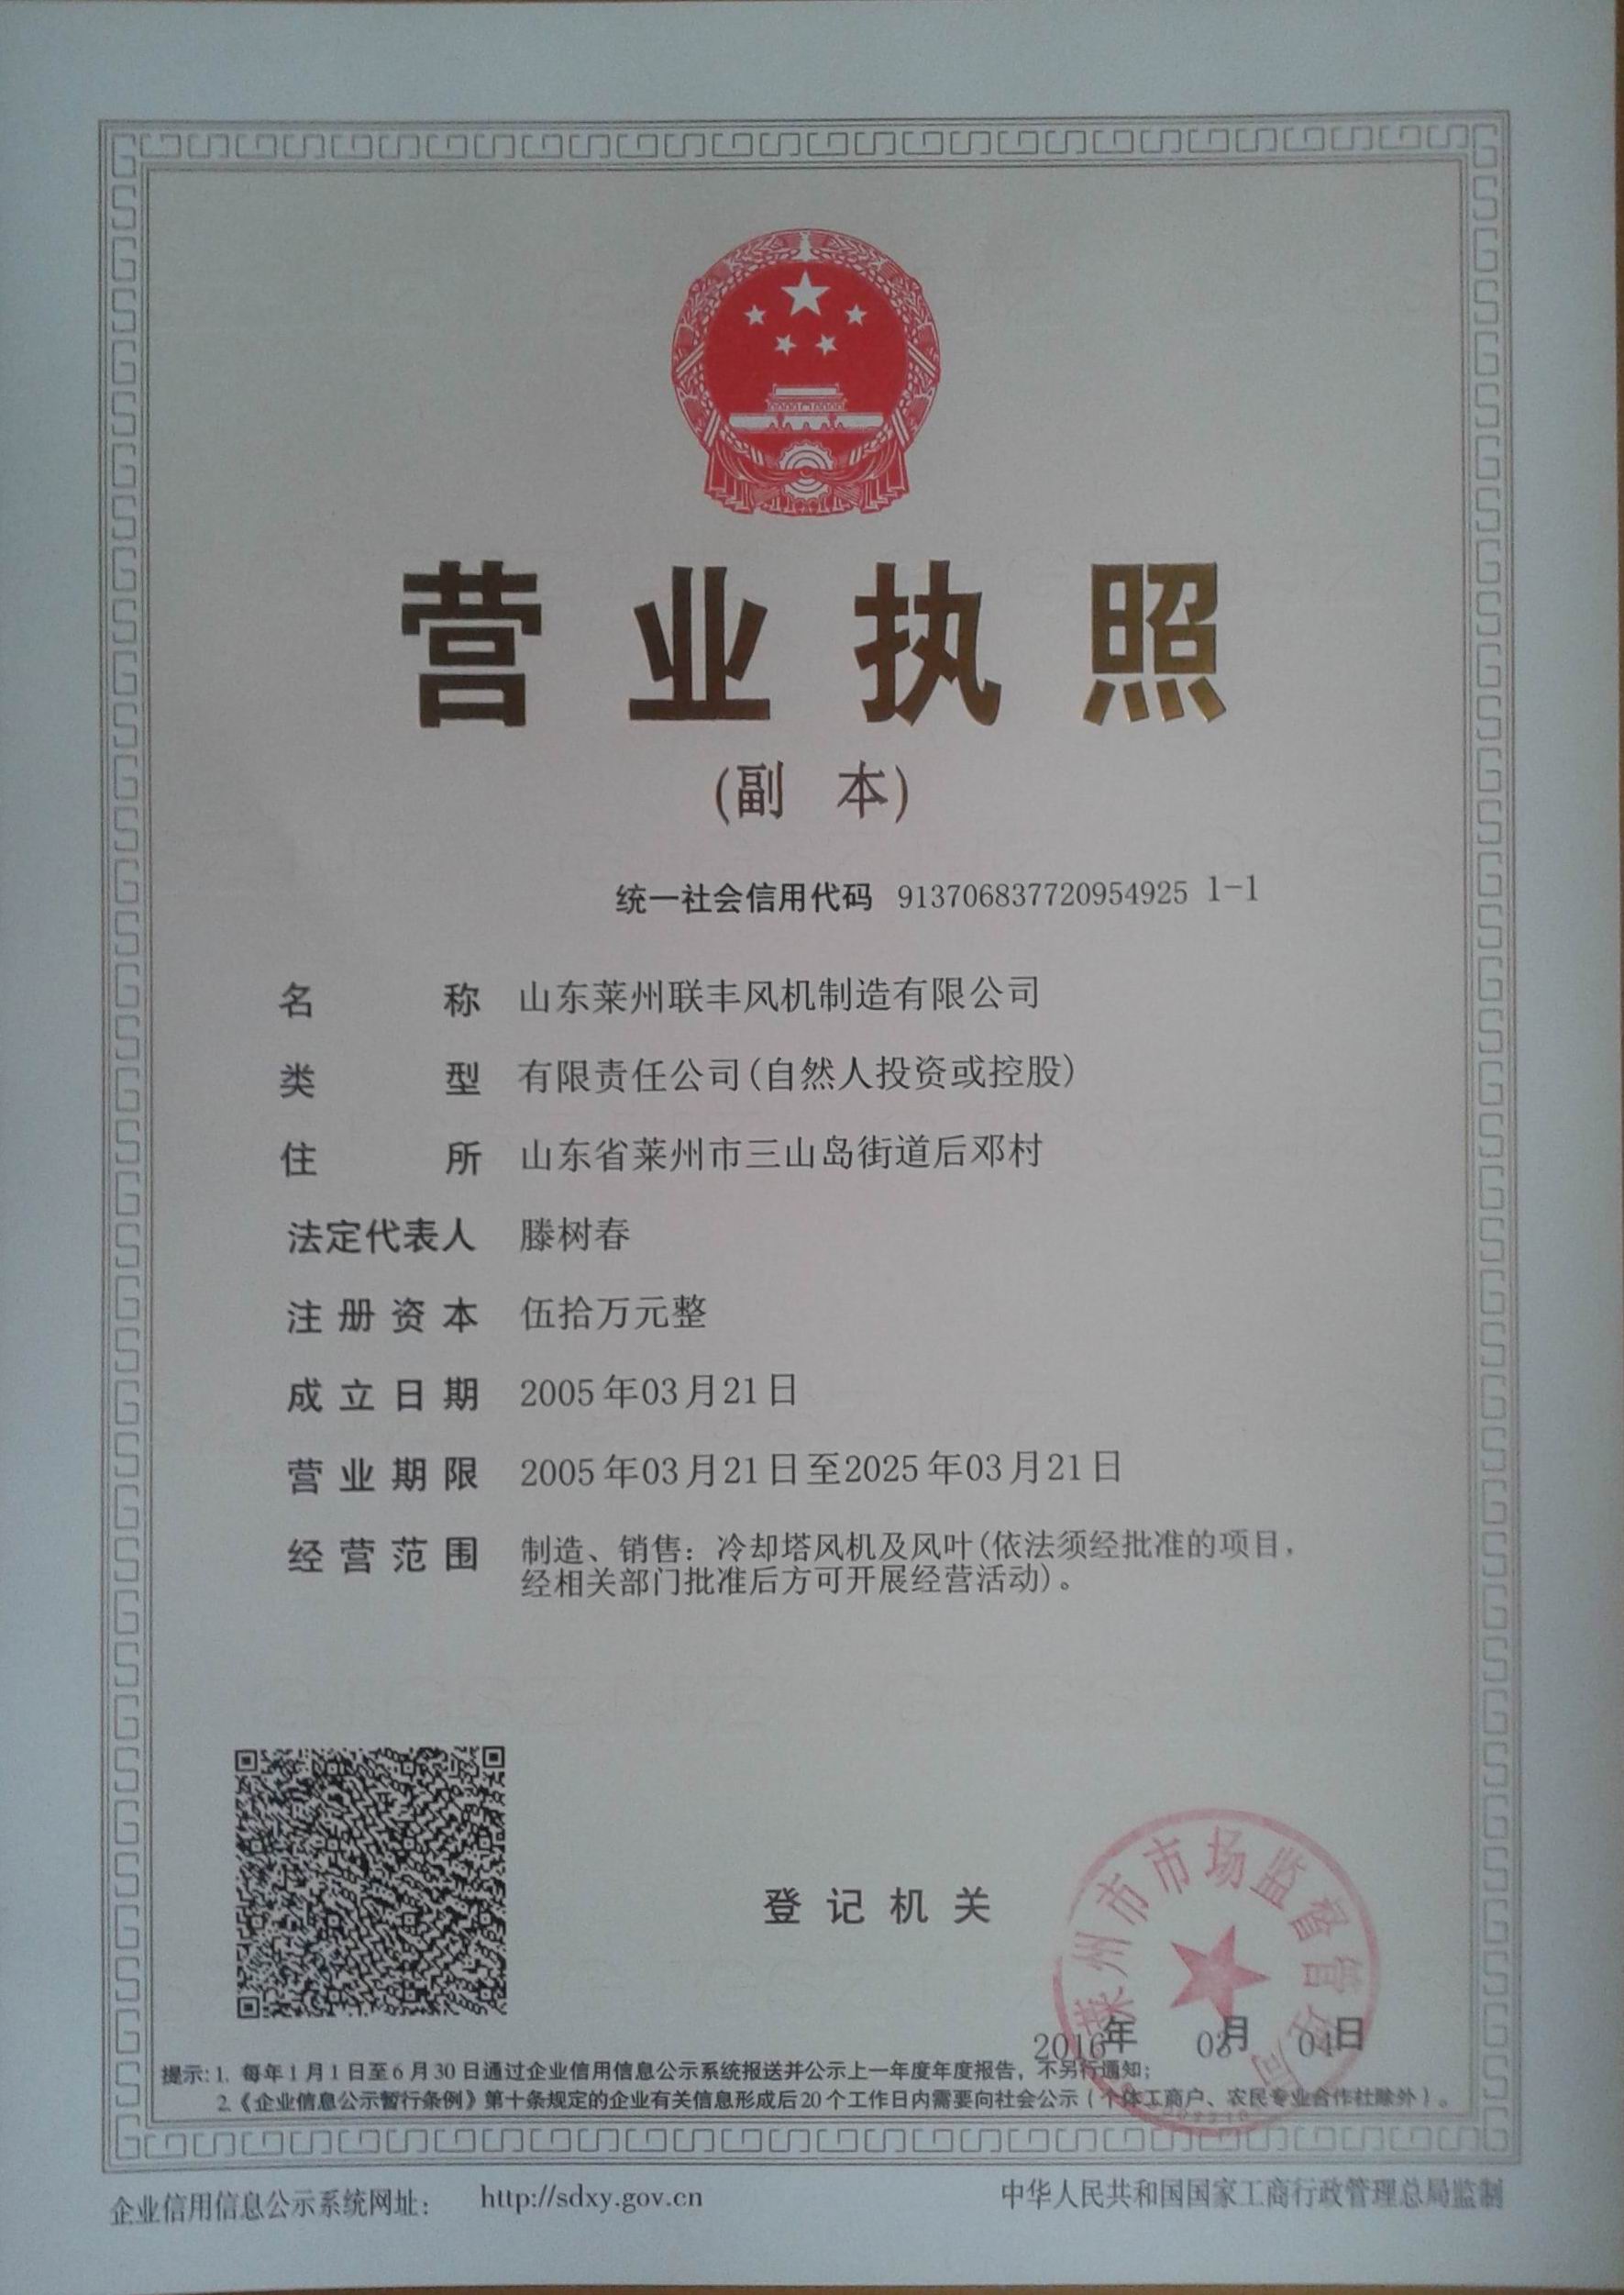 营业执照
(副 本)
统一社会信用代码 913706837720954925 1-1
名 称 山东莱州联丰风机制造有限公司
类 型 有限责任公司(自然人投资或控股)
住 所 山东省莱州市三山岛街道后邓村
法定代表人 滕树春
注册资本 伍拾万元整
成立日期 2005年03月21日
营业期限 2005年03月21日至2025年03月21日
经营范围 制造、销售：冷却塔风机及风叶(依法须经批准的项目，
经相关部门批准后方可开展经营活动)。
登记机关
莱州市市场监督管理局
2016年 03月 04日
提示: 1. 每年1月1日至6月30日通过企业信用信息公示系统报送并公示上一年度年度报告，不另行通知；
2.《企业信息公示暂行条例》第十条规定的企业有关信息形成后20个工作日内需要向社会公示（个体工商户、农民专业合作社除外）。
企业信用信息公示系统网址： http://sdxy.gov.cn
中华人民共和国国家工商行政管理总局监制